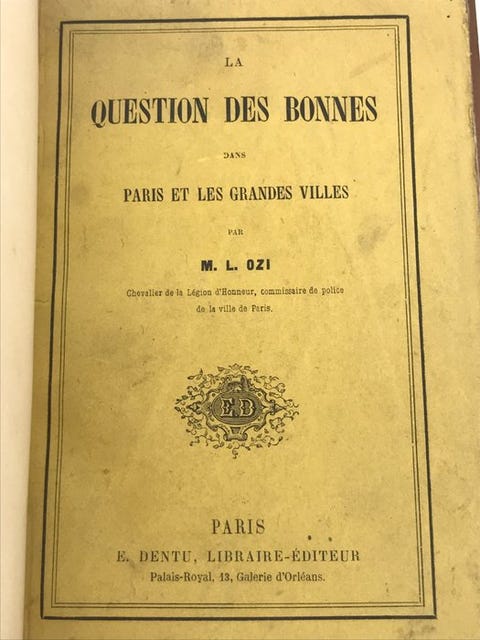 LA
QUESTION DES BONNES
DANS
PARIS ET LES GRANDES VILLES
PAR
M. L. OZI
Chevalier de la Légion d'Honneur, commissaire de police
de la ville de Paris.
ED
PARIS
E. DENTU, LIBRAIRE-ÉDITEUR
Palais-Royal, 13, Galerie d'Orléans.